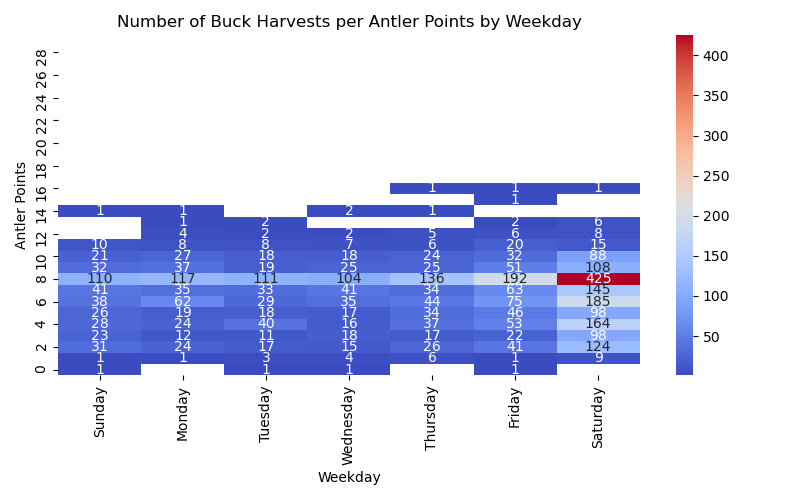 Number of Buck Harvests per Antler Points by Weekday
Antler Points
28
26
24
22
20
18
16 1 1 1
1
14 1 1 2 1
1 2 2 6
12 4 2 2 5 6 8
10 8 8 7 6 20 15
10 21 27 18 18 24 32 88
32 37 19 25 25 51 108
8 110 117 111 104 136 192 425
41 35 33 41 34 63 145
6 38 62 29 35 44 75 185
26 19 18 17 34 46 98
4 28 24 40 16 37 53 164
23 12 11 18 17 22 98
2 31 24 17 15 26 41 124
1 1 3 4 6 1 9
0 1 1 1 1
Sunday
Monday
Tuesday
Wednesday
Thursday
Friday
Saturday
Weekday
400
350
300
250
200
150
100
50